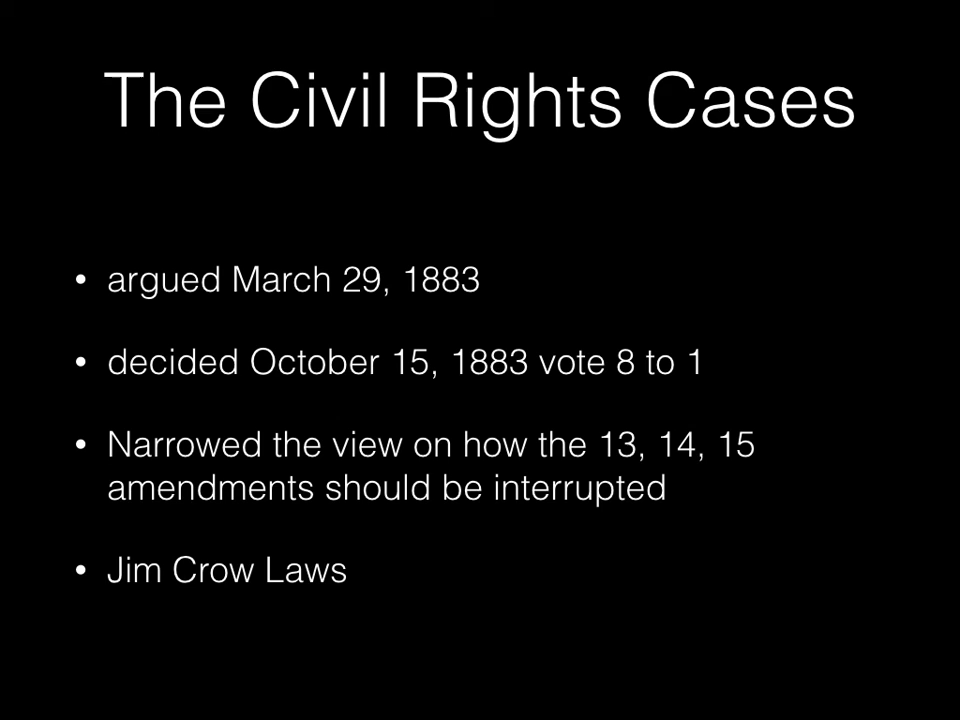 The Civil Rights Cases
• argued March 29, 1883
• decided October 15, 1883 vote 8 to 1
• Narrowed the view on how the 13, 14, 15
amendments should be interrupted
• Jim Crow Laws